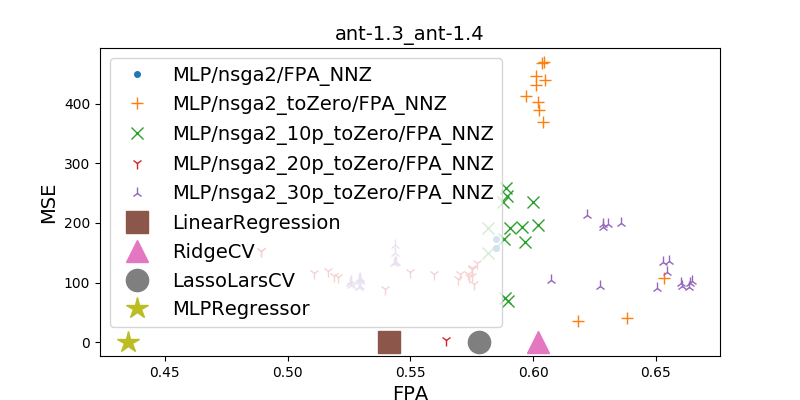 ant-1.3_ant-1.4
MSE
400
300
200
100
0
MLP/nsga2/FPA_NNZ
MLP/nsga2_toZero/FPA_NNZ
MLP/nsga2_10p_toZero/FPA_NNZ
MLP/nsga2_20p_toZero/FPA_NNZ
MLP/nsga2_30p_toZero/FPA_NNZ
LinearRegression
RidgeCV
LassoLarsCV
MLPRegressor
0.45 0.50 0.55 0.60 0.65
FPA